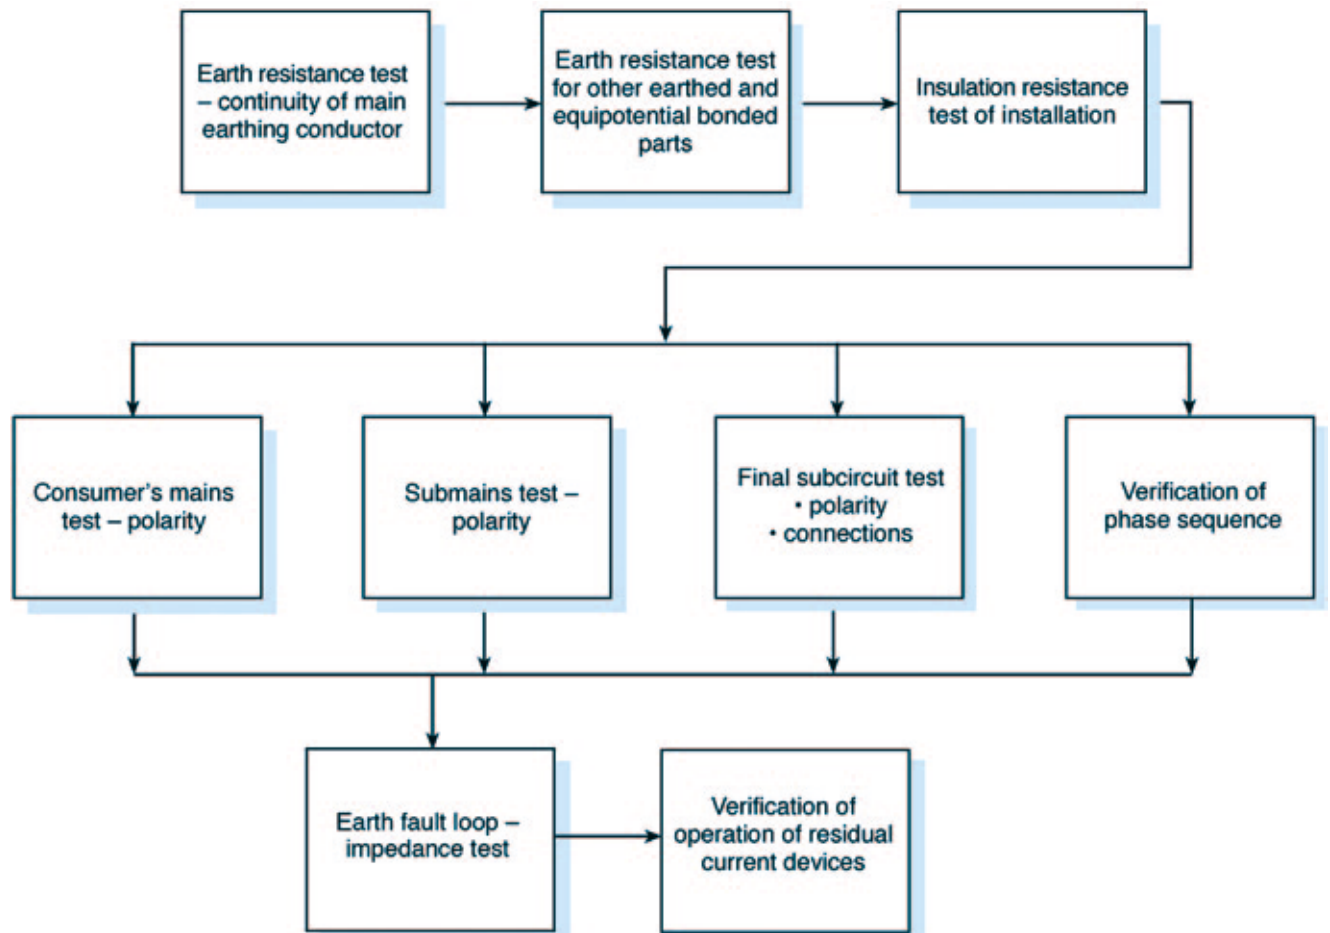 Earth resistance test
– continuity of main
earthing conductor
Earth resistance test
for other earthed and
equipotential bonded
parts
Insulation resistance
test of installation
Consumer's mains
test – polarity
Submains test –
polarity
Final subcircuit test
• polarity
• connections
Verification of
phase sequence
Earth fault loop –
impedance test
Verification of
operation of residual
current devices